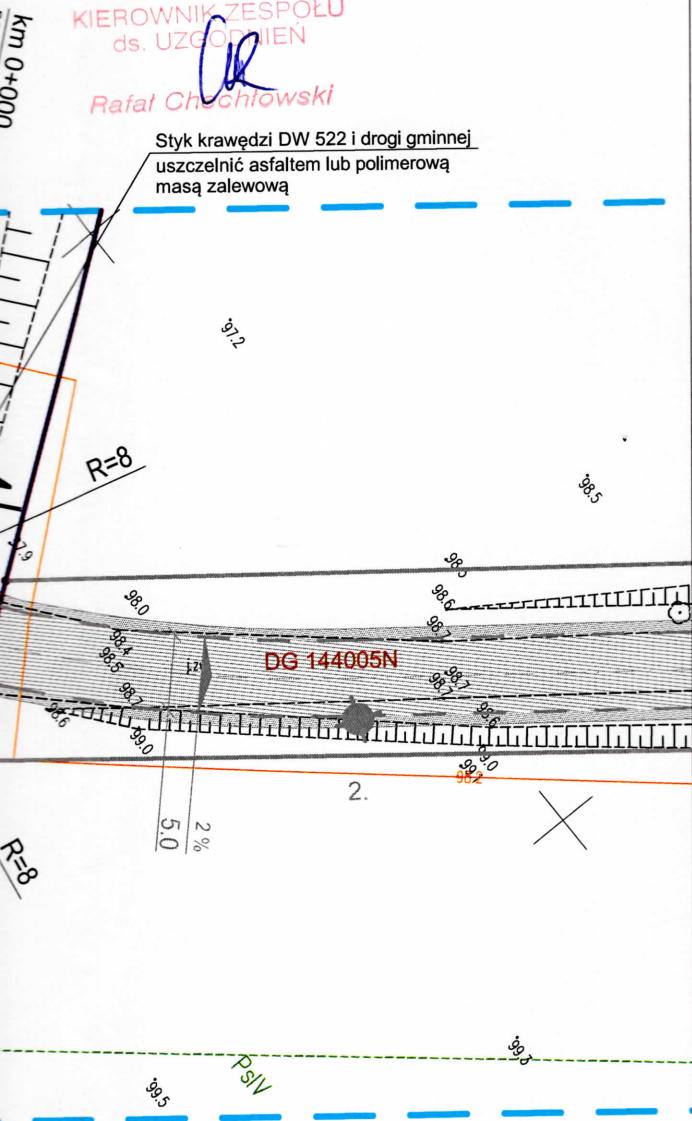 KIEROWNIK ZESPOŁU
ds. UZGODNIEŃ
Rafał Chochłowski
km 0+000
Styk krawędzi DW 522 i drogi gminnej
uszczelnić asfaltem lub polimerową
masą zalewową
97.2
R=8
98.5
98.0
98.6
98.7
98.4
98.5
DG 144005N
98.7
98.7
98.7
98.6
98.6
99.0
99.0
98.2
2.
2 %
5.0
R=8
99.3
PsIV
99.5